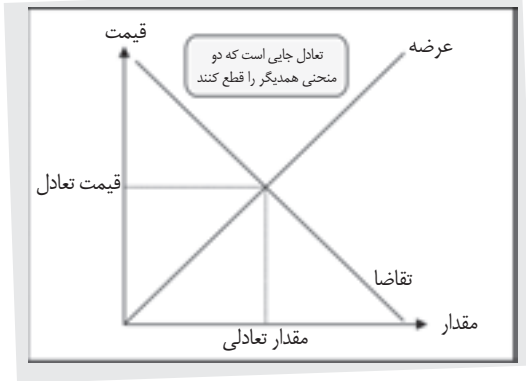 قیمت
عرضه
تعادل جایی است که دو
منحنی همدیگر را قطع کنند
قیمت تعادل
تقاضا
مقدار
مقدار تعادلی